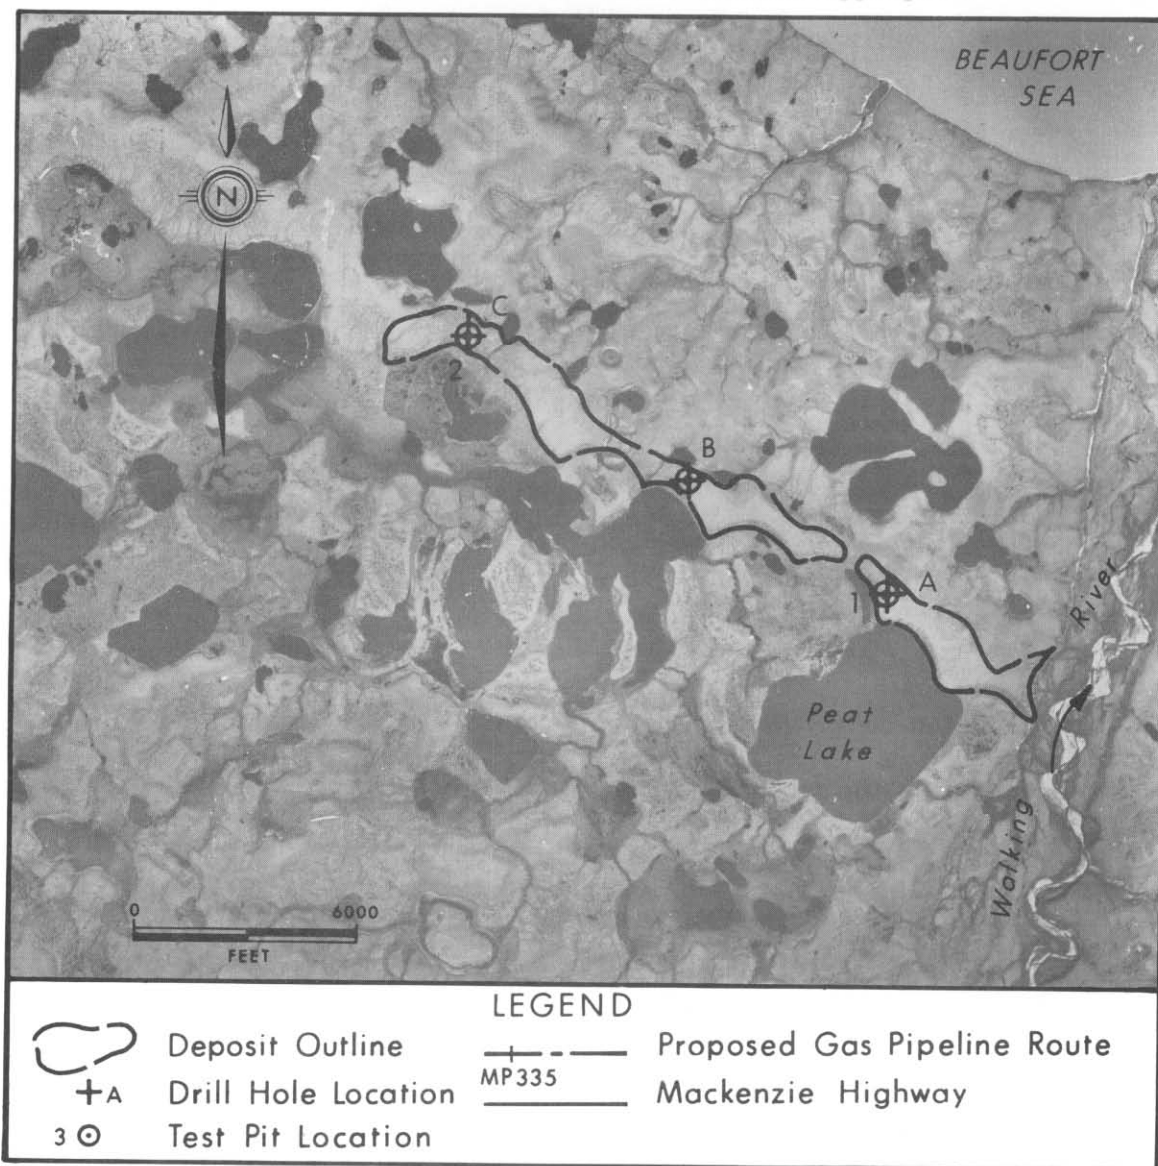 BEAUFORT
SEA
N
C
2
B
A
1
River
Peat
Lake
Walking
0 6000
FEET
LEGEND
Deposit Outline
Proposed Gas Pipeline Route
MP335
+A Drill Hole Location
Mackenzie Highway
3 Test Pit Location